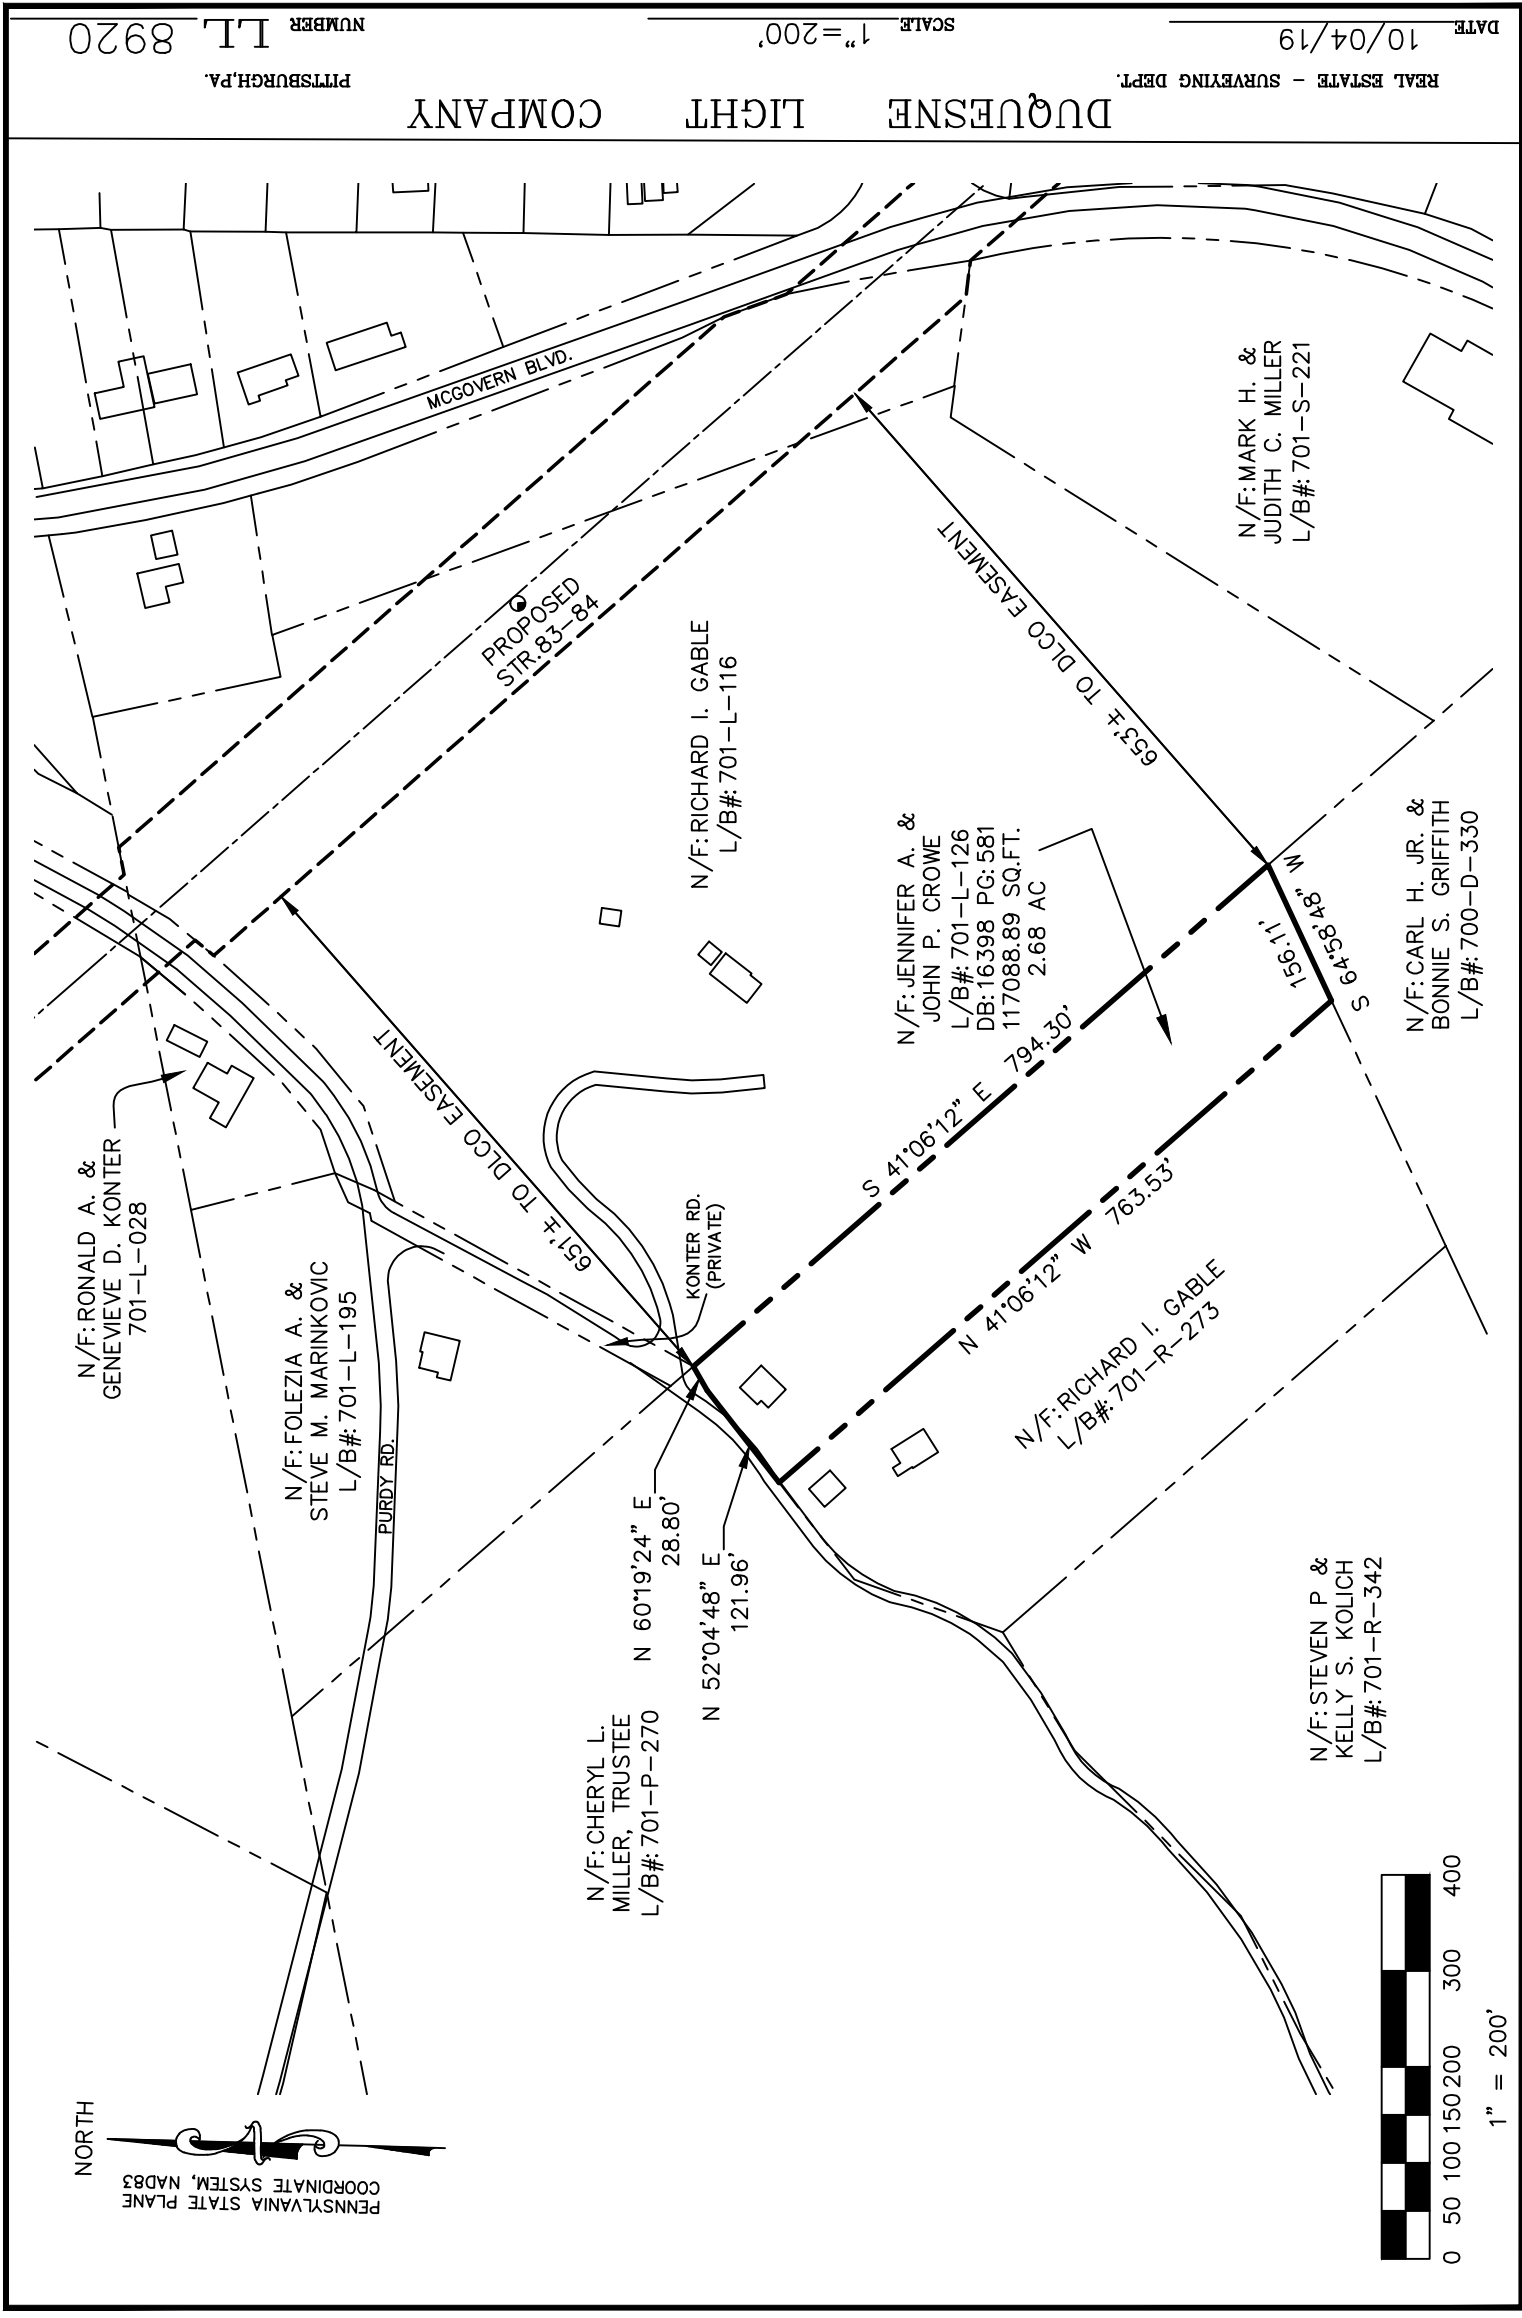 NORTH
PENNSYLVANIA STATE PLANE
COORDINATE SYSTEM, NAD83
N/F: RONALD A. &
GENEVIEVE D. KONTER
701-L-028
N/F: FOLEZIA A. &
STEVE M. MARINKOVIC
L/B#: 701-L-195
PURDY RD.
N/F: CHERYL L.
MILLER, TRUSTEE
L/B#: 701-P-270
N 60°19'24" E
28.80'
N 52°04'48" E
121.96'
KONTER RD.
(PRIVATE)
651'± TO DLCO EASEMENT
MCGOVERN BLVD.
PROPOSED
STR.83-84
N/F: RICHARD I. GABLE
L/B#: 701-L-116
653'± TO DLCO EASEMENT
N/F: JENNIFER A. &
JOHN P. CROWE
L/B#: 701-L-126
DB: 16398 PG: 581
117088.89 SQ.FT.
2.68 AC
S 41°06'12" E 794.30'
N 41°06'12" W 763.53'
156.11'
S 64°58'48" W
N/F: RICHARD I. GABLE
L/B#: 701-R-273
N/F: MARK H. &
JUDITH C. MILLER
L/B#: 701-S-221
N/F: CARL H. JR. &
BONNIE S. GRIFFITH
L/B#: 700-D-330
N/F: STEVEN P &
KELLY S. KOLICH
L/B#: 701-R-342
0 50 100 150 200 300 400
1" = 200'
DUQUESNE LIGHT COMPANY
REAL ESTATE - SURVEYING DEPT.
PITTSBURGH,PA.
DATE 10/04/19
SCALE 1"=200'
NUMBER LL 8920